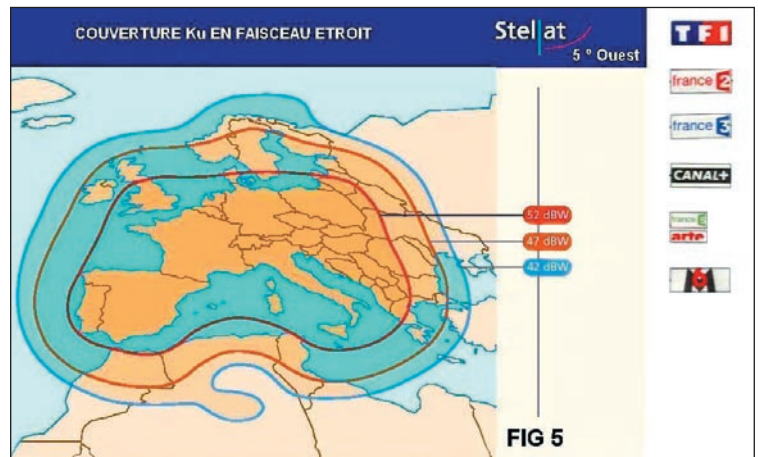 COUVERTURE Ku EN FAISCEAU ETROIT
Stellat
5 ° Ouest
TF1
france 2
france 3
CANAL+
france 5
arte
M6
52 dBW
47 dBW
42 dBW
FIG 5